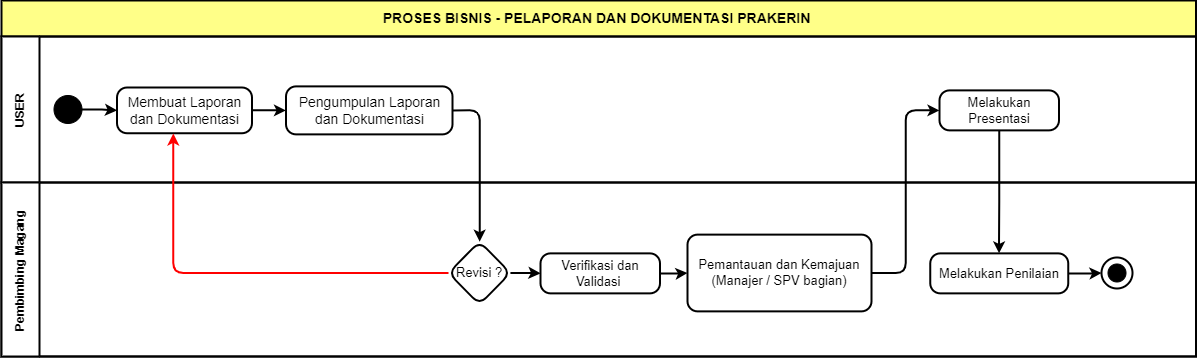 PROSES BISNIS - PELAPORAN DAN DOKUMENTASI PRAKERIN
USER
Membuat Laporan
dan Dokumentasi
Pengumpulan Laporan
dan Dokumentasi
Melakukan
Presentasi
Pembimbing Magang
Revisi ?
Verifikasi dan
Validasi
Pemantauan dan Kemajuan
(Manajer / SPV bagian)
Melakukan Penilaian